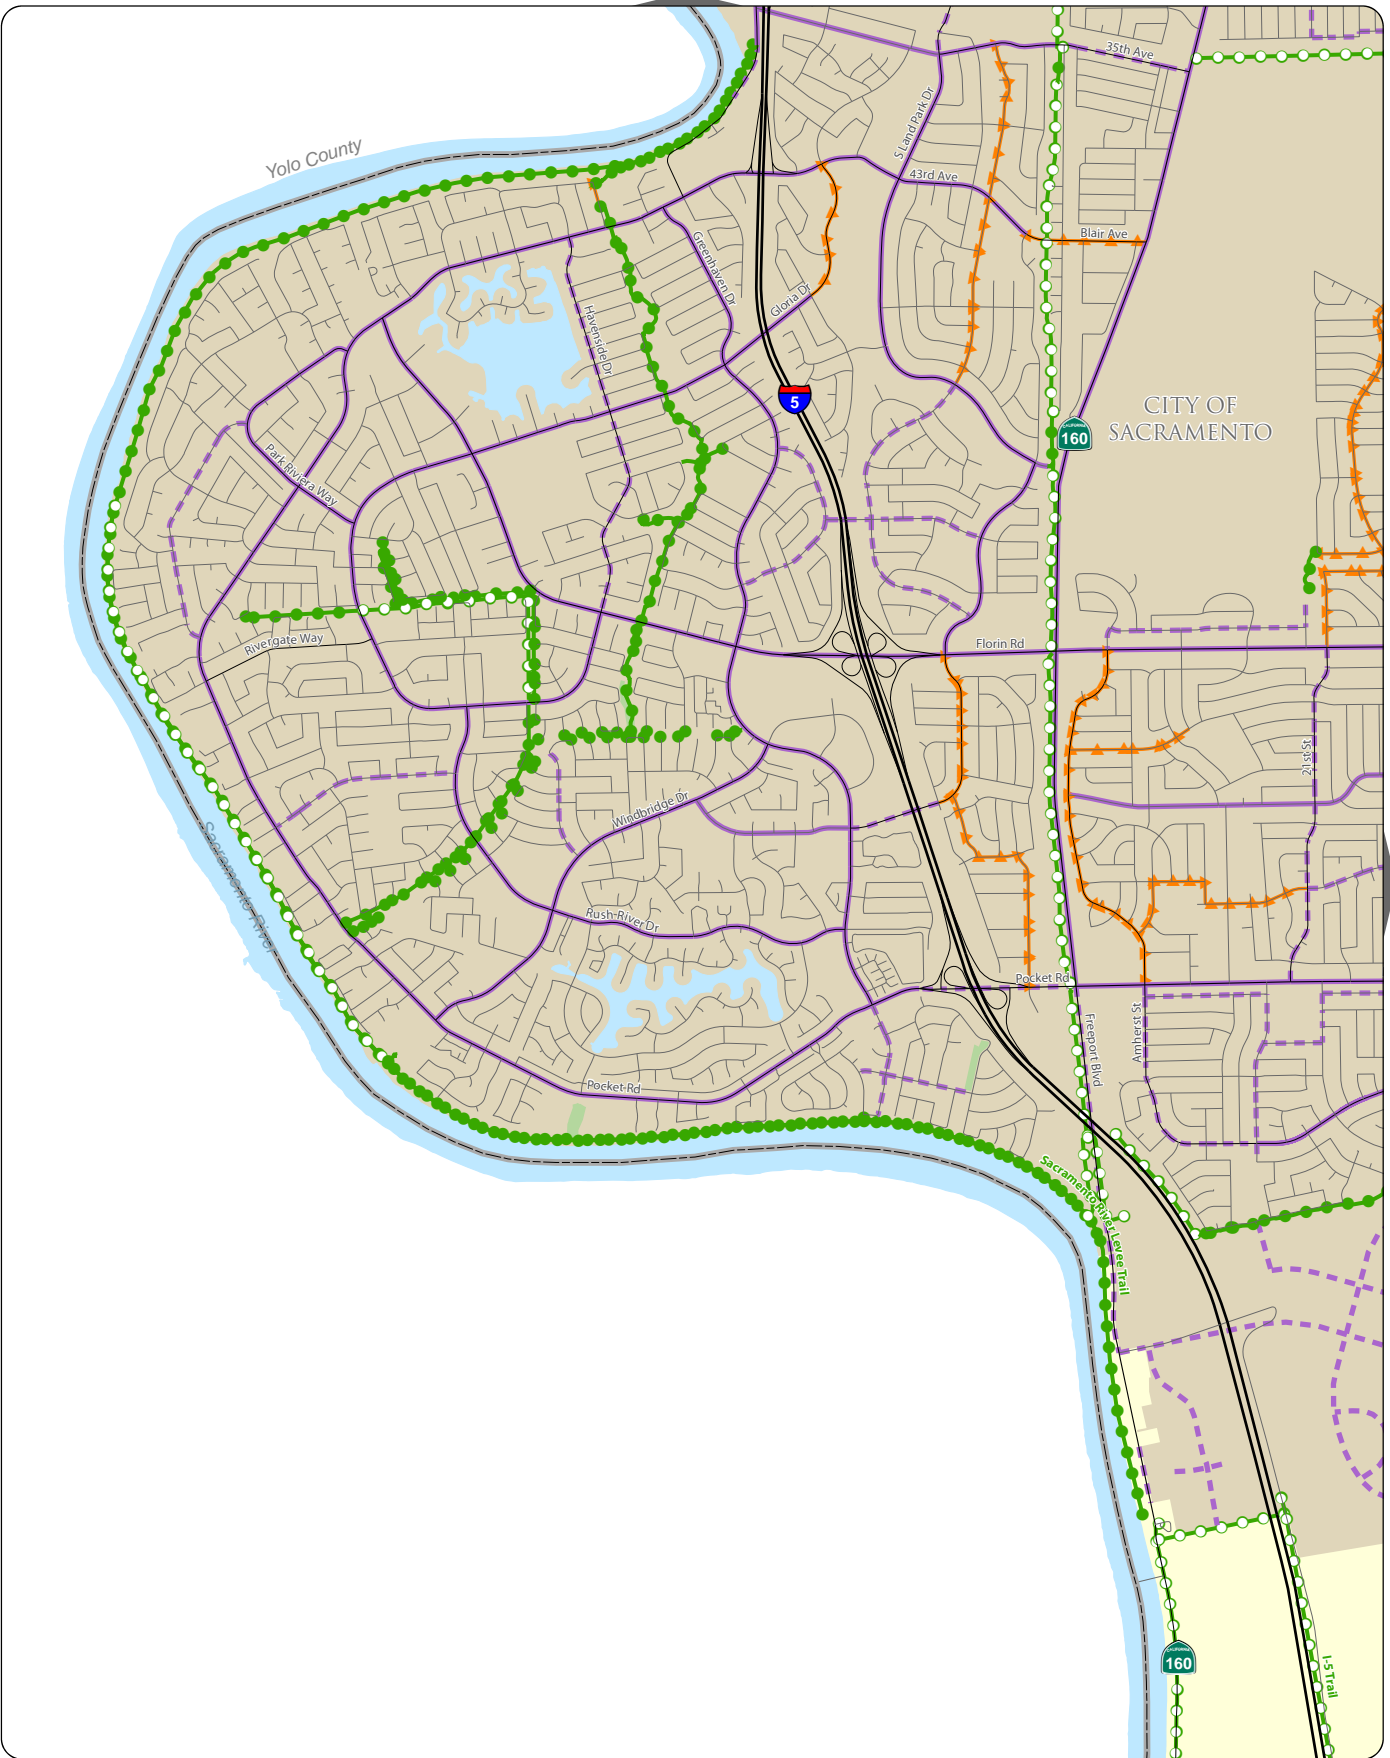 35th Ave
S Land Park Dr
Yolo County
43rd Ave
Blair Ave
Greenhaven Dr
Gloria Dr
Havenside Dr
5
CITY OF
SACRAMENTO
CALIFORNIA
160
Park Riviera Way
Rivergate Way
Florin Rd
21st St
Windbridge Dr
Sacramento River
Rush River Dr
Pocket Rd
Freeport Blvd
Amherst St
Pocket Rd
Sacramento River Levee Trail
CALIFORNIA
160
I-5 Trail